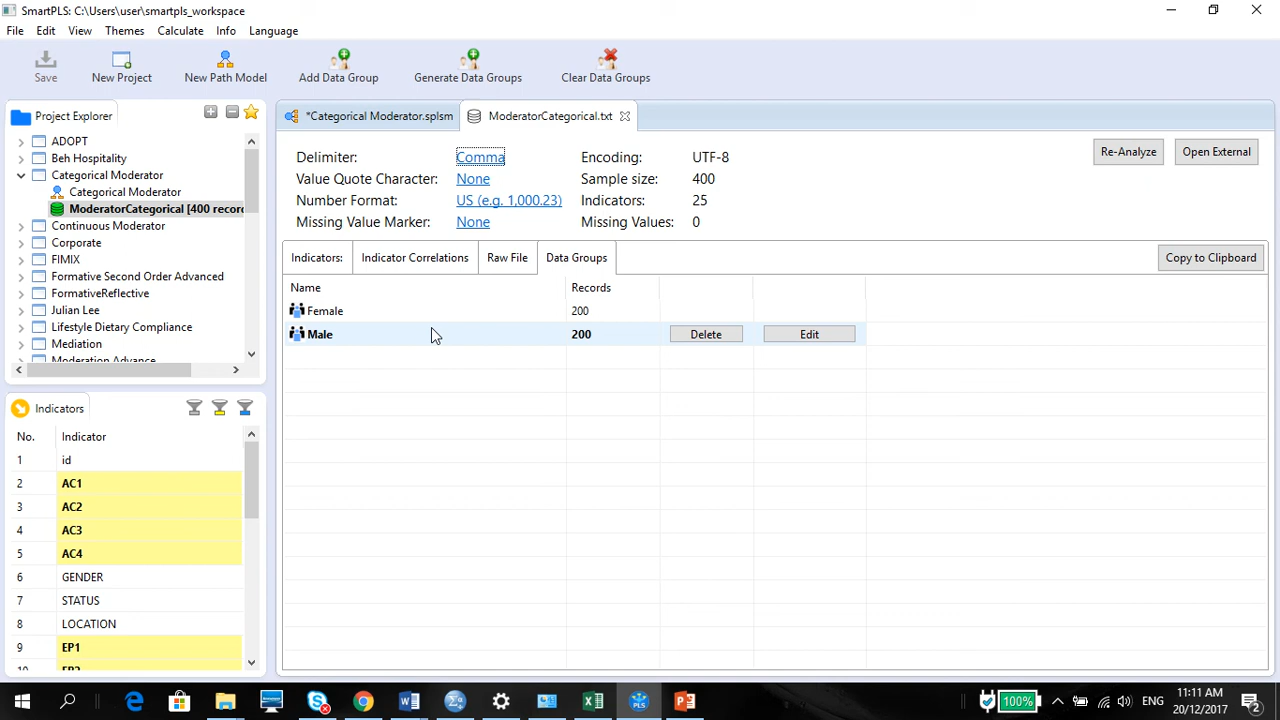 SmartPLS: C:\Users\user\smartpls_workspace
File Edit View Themes Calculate Info Language
Save New Project New Path Model Add Data Group Generate Data Groups Clear Data Groups
Project Explorer
ADOPT
Beh Hospitality
Categorical Moderator
Categorical Moderator
ModeratorCategorical [400 recor
Continuous Moderator
Corporate
FIMIX
Formative Second Order Advanced
FormativeReflective
Julian Lee
Lifestyle Dietary Compliance
Mediation
Moderation Advance
Indicators
No. Indicator
1 id
2 AC1
3 AC2
4 AC3
5 AC4
6 GENDER
7 STATUS
8 LOCATION
9 EP1
10 EP2
*Categorical Moderator.splsm ModeratorCategorical.txt
Delimiter: Comma Encoding: UTF-8 Re-Analyze Open External
Value Quote Character: None Sample size: 400
Number Format: US (e.g. 1,000.23) Indicators: 25
Missing Value Marker: None Missing Values: 0
Indicators: Indicator Correlations Raw File Data Groups Copy to Clipboard
Name Records
Female 200
Male 200 Delete Edit
100% ENG 11:11 AM
20/12/2017 2